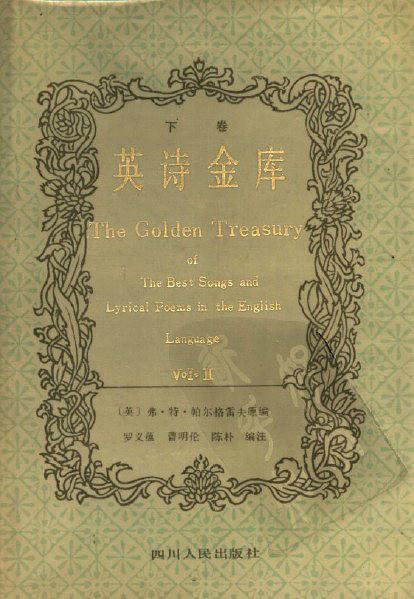 下 卷
英诗金库
The Golden Treasury
of
The Best Songs and
Lyrical Poems in the English
Language
Vol. II
〔英〕弗·特·帕尔格雷夫原编
罗义蕴 曹明伦 陈朴 编注
四川人民出版社